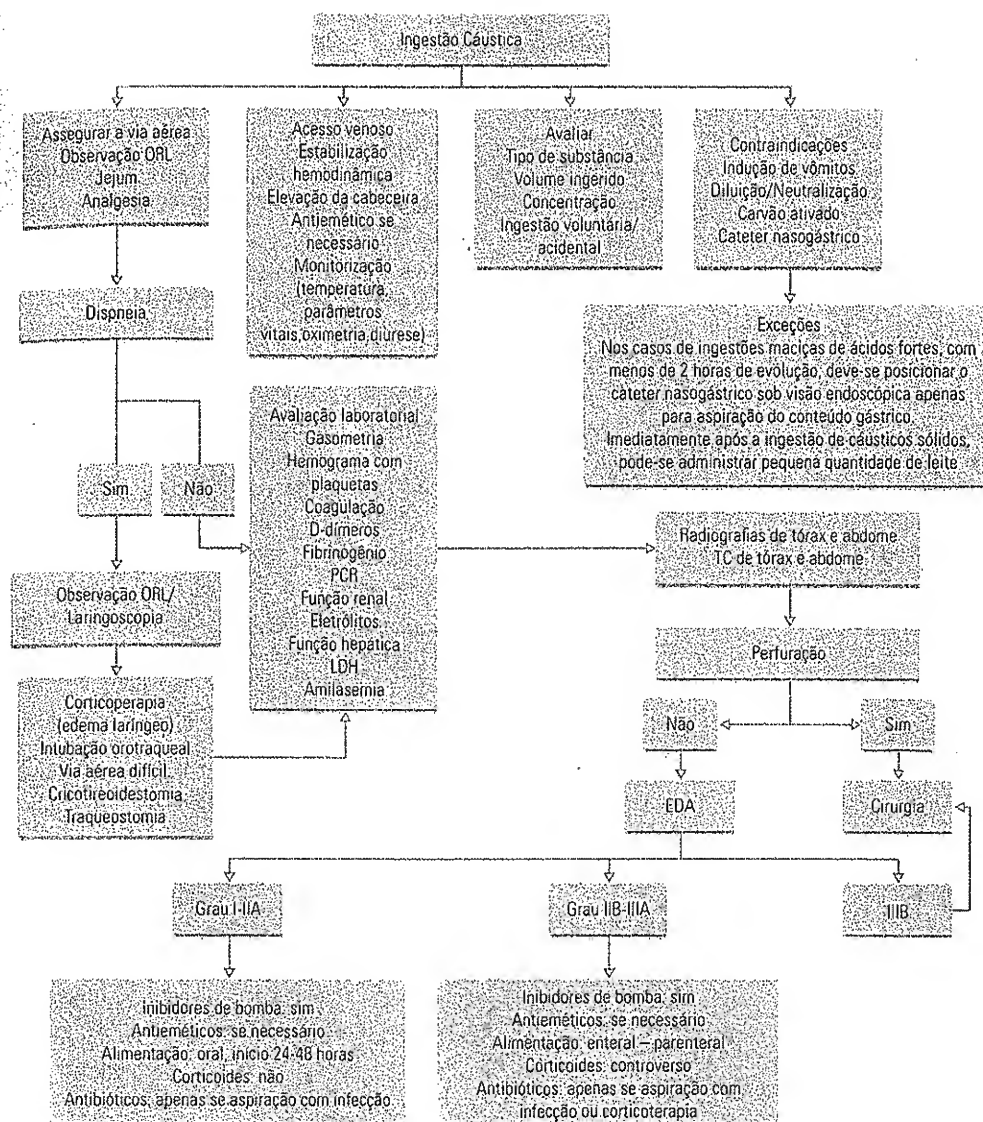 Ingestão Cáustica
Assegurar a via aérea
Observação ORL
Jejum
Analgesia
Acesso venoso
Estabilização
hemodinâmica
Elevação da cabeceira
Antiemético se
necessário
Monitorização
(temperatura,
parâmetros
vitais,oximetria,diurese)
Avaliar
Tipo de substância
Volume ingerido
Concentração
Ingestão voluntária/
acidental
Contraindicações
Indução de vômitos
Diluição/Neutralização
Carvão ativado
Cateter nasogástrico
Dispneia
Exceções
Nos casos de ingestões maciças de ácidos fortes, com
menos de 2 horas de evolução, deve-se posicionar o
cateter nasogástrico sob visão endoscópica apenas
para aspiração do conteúdo gástrico.
Imediatamente após a ingestão de cáusticos sólidos,
pode-se administrar pequena quantidade de leite
Sim
Não
Avaliação laboratorial
Gasometria
Hemograma com
plaquetas
Coagulação
D-dímeros
Fibrinogênio
PCR
Função renal
Eletrólitos
Função hepática
LDH
Amilasemia
Radiografias de tórax e abdome
TC de tórax e abdome
Observação ORL/
Laringoscopia
Perfuração
Corticoperapia
(edema laríngeo)
Intubação orotraqueal
Via aérea difícil
Cricotireoidestomia
Traqueostomia
Não
Sim
EDA
Cirurgia
Grau I-IIA
Grau IIB-IIIA
IIIB
Inibidores de bomba: sim
Antieméticos: se necessário
Alimentação: oral, início 24-48 horas
Corticoides: não
Antibióticos: apenas se aspiração com infecção
Inibidores de bomba: sim
Antieméticos: se necessário
Alimentação: enteral – parenteral
Corticoides: controverso
Antibióticos: apenas se aspiração com
infecção ou corticoterapia